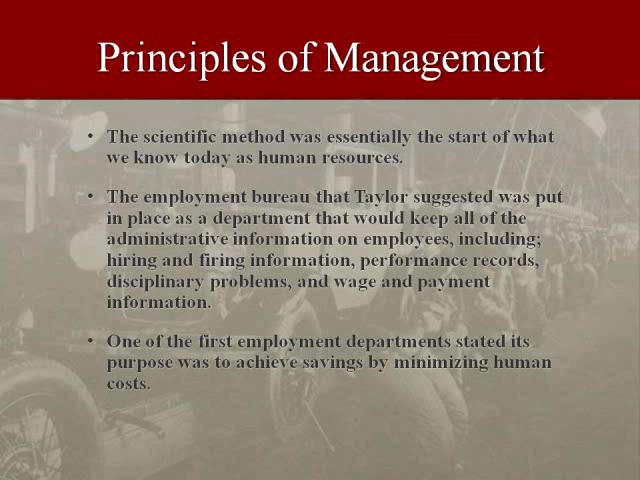 Principles of Management
• The scientific method was essentially the start of what
we know today as human resources.
• The employment bureau that Taylor suggested was put
in place as a department that would keep all of the
administrative information on employees, including;
hiring and firing information, performance records,
disciplinary problems, and wage and payment
information.
• One of the first employment departments stated its
purpose was to achieve savings by minimizing human
costs.